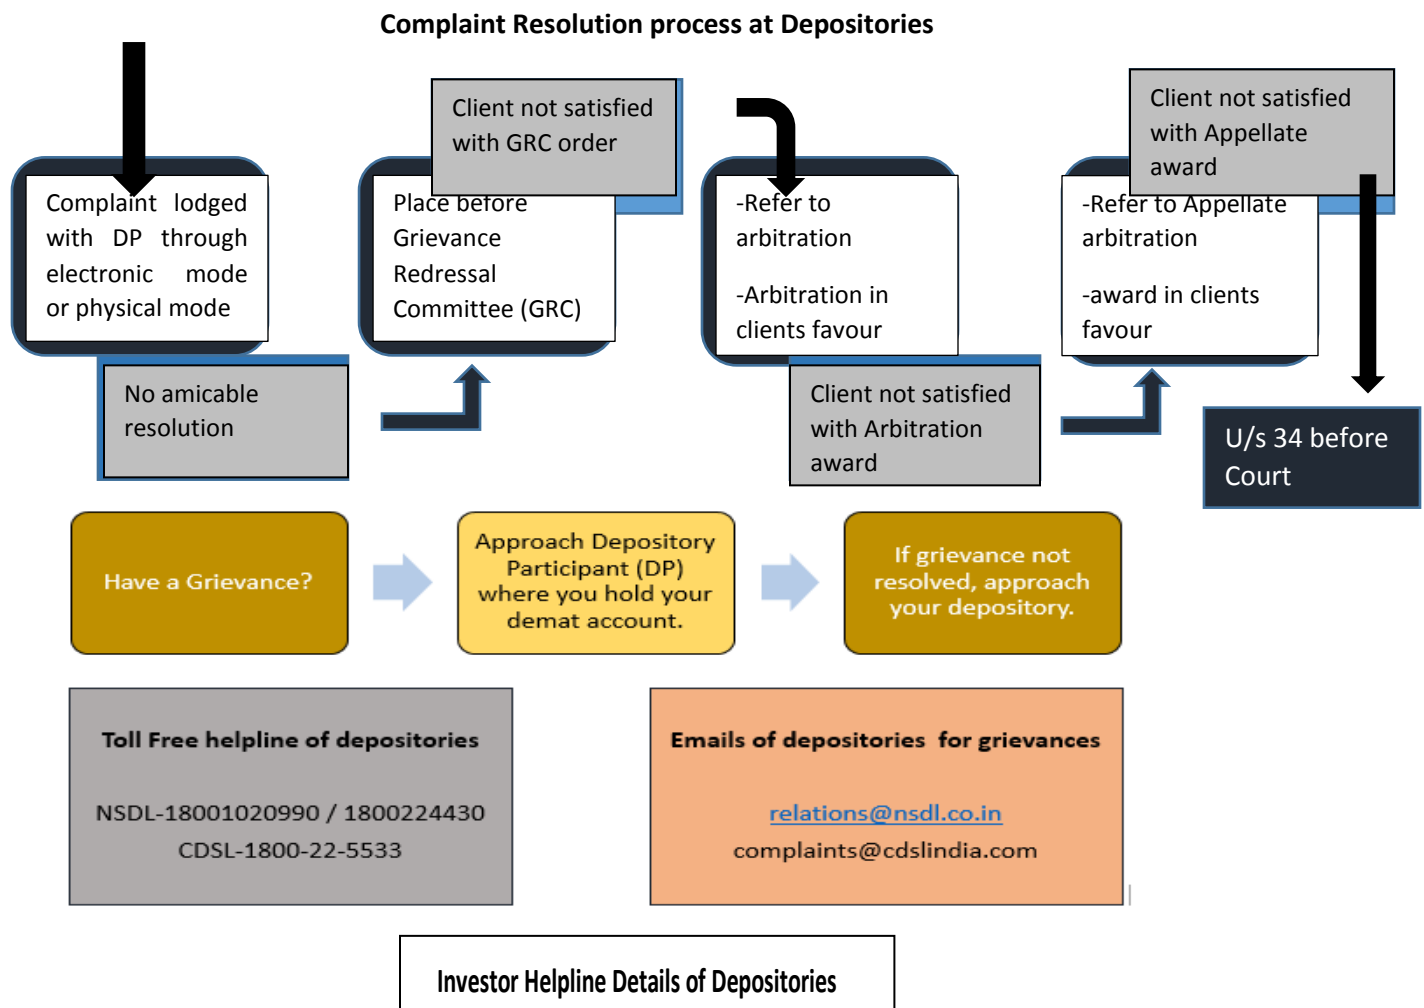 Complaint Resolution process at Depositories
Client not satisfied
with GRC order
Client not satisfied
with Appellate
award
Complaint lodged
with DP through
electronic mode
or physical mode
Place before
Grievance
Redressal
Committee (GRC)
-Refer to
arbitration
-Arbitration in
clients favour
-Refer to Appellate
arbitration
-award in clients
favour
No amicable
resolution
Client not satisfied
with Arbitration
award
U/s 34 before
Court
Have a Grievance?
Approach Depository
Participant (DP)
where you hold your
demat account.
If grievance not
resolved, approach
your depository.
Toll Free helpline of depositories
NSDL-18001020990 / 1800224430
CDSL-1800-22-5533
Emails of depositories for grievances
relations@nsdl.co.in
complaints@cdslindia.com
Investor Helpline Details of Depositories